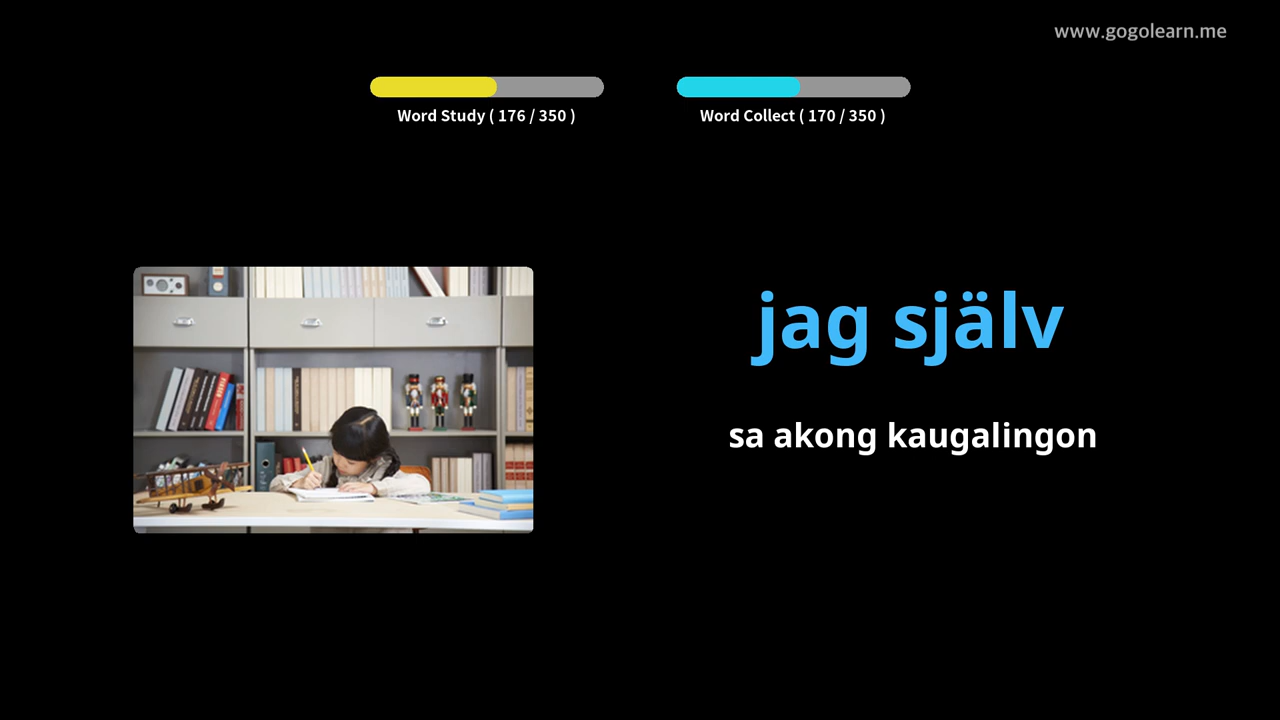 www.gogolearn.me
Word Study ( 176 / 350 )
Word Collect ( 170 / 350 )
jag själv
sa akong kaugalingon